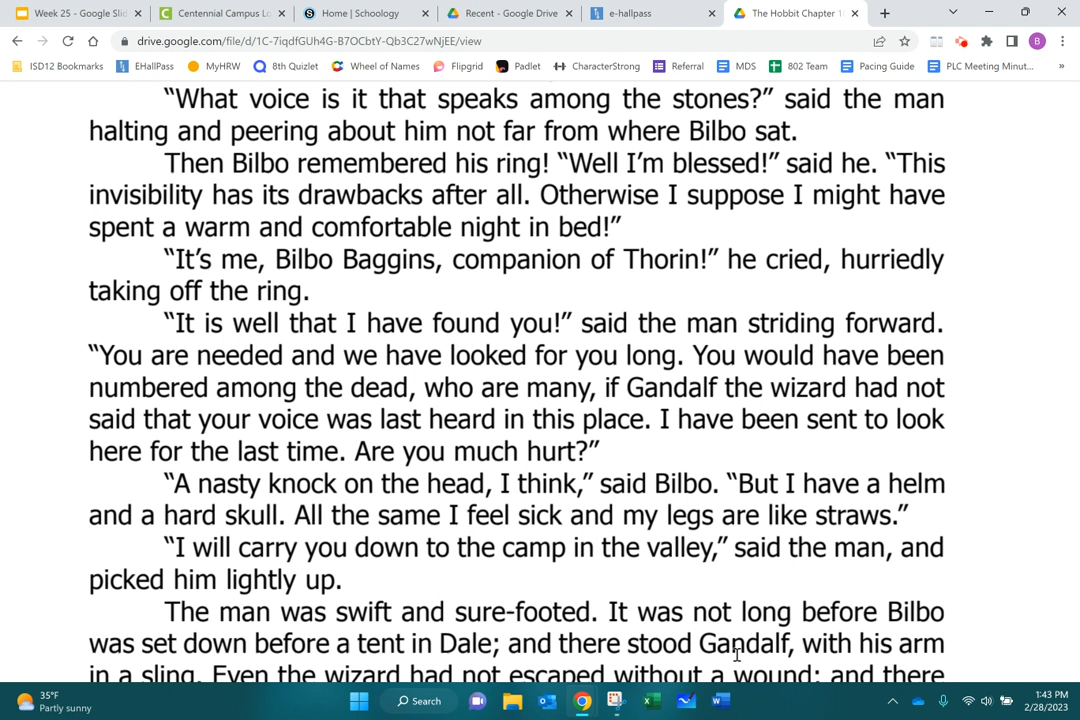 Week 25 - Google Slid
Centennial Campus Lo
Home | Schoology
Recent - Google Drive
e-hallpass
The Hobbit Chapter 1
drive.google.com/file/d/1C-7iqdfGUh4G-B7OCbtY-Qb3C27wNjEE/view
ISD12 Bookmarks
EHallPass
MyHRW
8th Quizlet
Wheel of Names
Flipgrid
Padlet
CharacterStrong
Referral
MDS
802 Team
Pacing Guide
PLC Meeting Minut...
“What voice is it that speaks among the stones?” said the man
halting and peering about him not far from where Bilbo sat.
Then Bilbo remembered his ring! “Well I’m blessed!” said he. “This
invisibility has its drawbacks after all. Otherwise I suppose I might have
spent a warm and comfortable night in bed!”
“It’s me, Bilbo Baggins, companion of Thorin!” he cried, hurriedly
taking off the ring.
“It is well that I have found you!” said the man striding forward.
“You are needed and we have looked for you long. You would have been
numbered among the dead, who are many, if Gandalf the wizard had not
said that your voice was last heard in this place. I have been sent to look
here for the last time. Are you much hurt?”
“A nasty knock on the head, I think,” said Bilbo. “But I have a helm
and a hard skull. All the same I feel sick and my legs are like straws.”
“I will carry you down to the camp in the valley,” said the man, and
picked him lightly up.
The man was swift and sure-footed. It was not long before Bilbo
was set down before a tent in Dale; and there stood Gandalf, with his arm
in a sling. Even the wizard had not escaped without a wound; and there
35°F
Partly sunny
Search
1:43 PM
2/28/2023